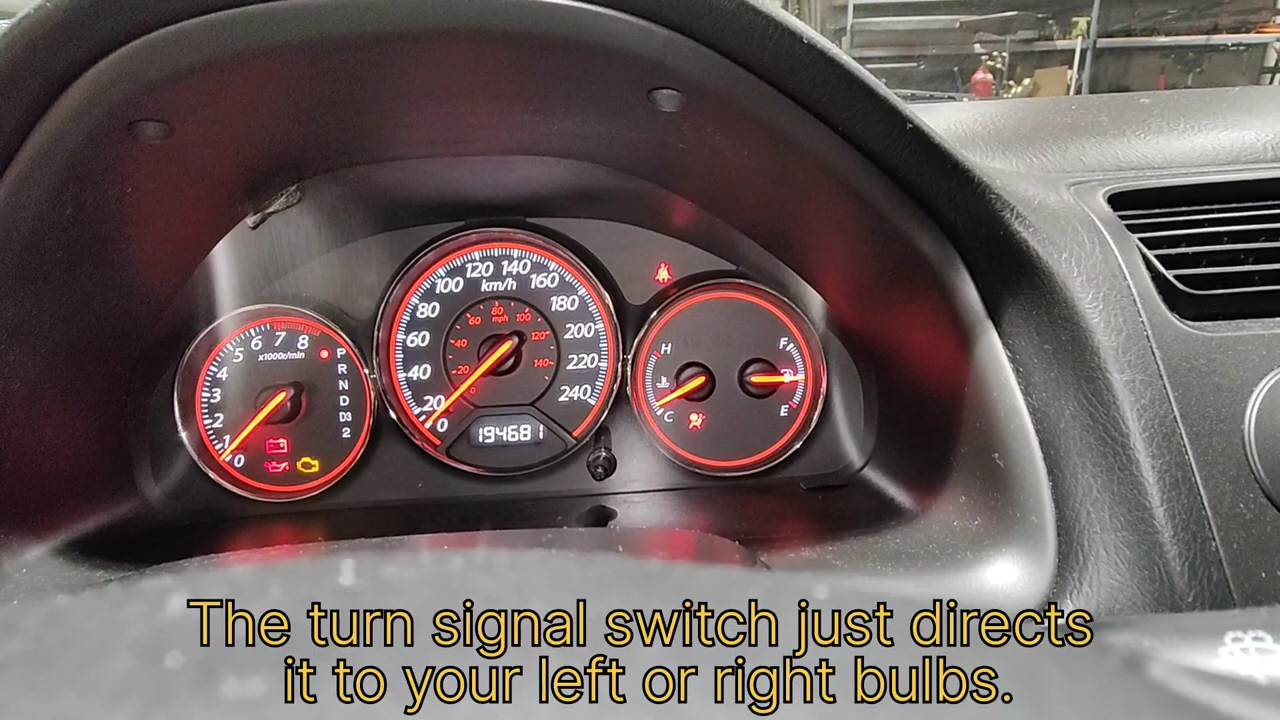 5 6 7 8
4
3
2
1
0
x1000r/min
P
R
N
D
D3
2
0 20 40 60 80 100 120 140 160 180 200 220 240
km/h
0 20 40 60 80 100 120 140
mph
194681
H
C
F
E
The turn signal switch just directs
it to your left or right bulbs.